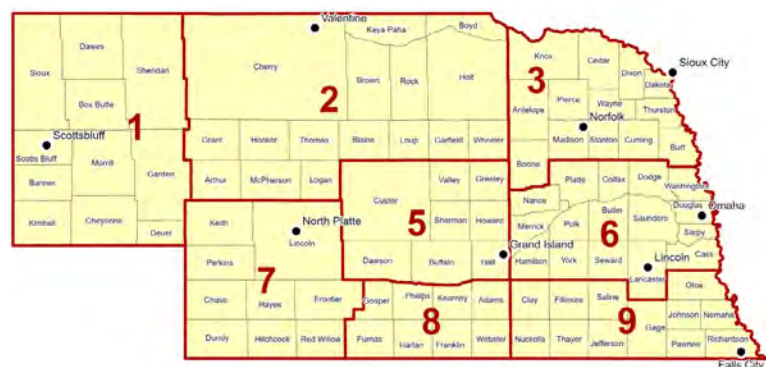 Valentine
Keya Paha
Boyd
Dawes
Sioux
Sheridan
Cherry
Knox
Cedar
Sioux City
Dixon
Dakota
Brown
Rock
Holt
3
Box Butte
2
Antelope
Pierce
Wayne
Thurston
1
Norfolk
Scottsbluff
Grant
Hooker
Thomas
Blaine
Loup
Garfield
Wheeler
Madison
Stanton
Cuming
Burt
Scotts Bluff
Morrill
Garden
Boone
Banner
Arthur
McPherson
Logan
Valley
Greeley
Platte
Colfax
Dodge
Washington
Custer
Nance
Kimball
Cheyenne
Deuel
Keith
North Platte
Lincoln
5
Sherman
Howard
Merrick
Polk
Butler
Saunders
Douglas
Omaha
6
Sarpy
Perkins
7
Dawson
Buffalo
Hall
Grand Island
Hamilton
York
Seward
Lincoln
Lancaster
Cass
Chase
Hayes
Frontier
Gosper
Phelps
Kearney
Adams
Clay
Fillmore
Saline
Otoe
8
9
Gage
Johnson
Nemaha
Dundy
Hitchcock
Red Willow
Furnas
Harlan
Franklin
Webster
Nuckolls
Thayer
Jefferson
Pawnee
Richardson
Falls City